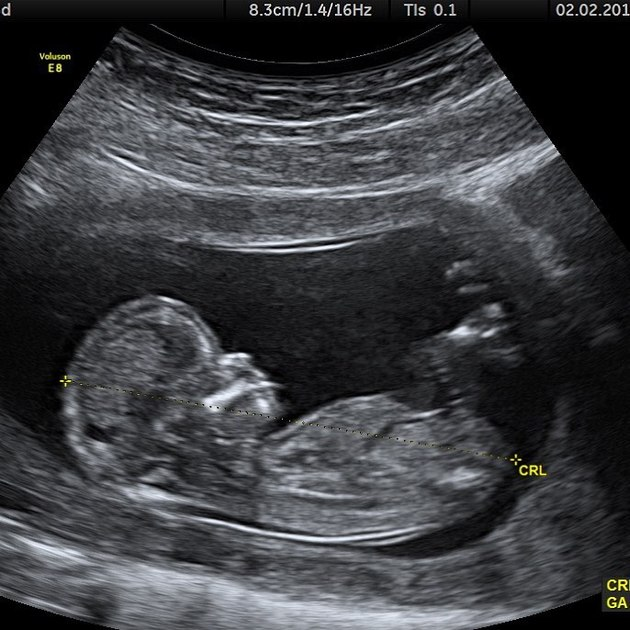 d 8.3cm/1.4/16Hz TIs 0.1 02.02.201
Voluson
E8
CRL
CR
GA